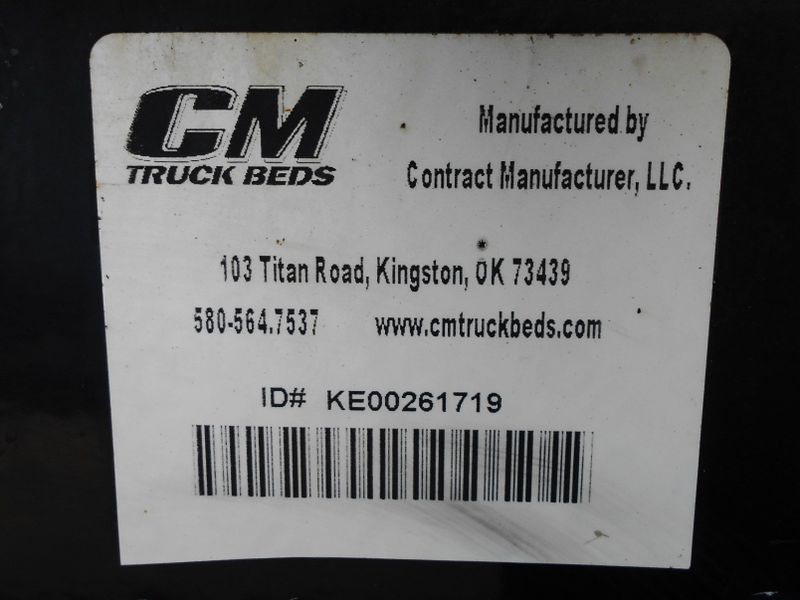 CM
TRUCK BEDS
Manufactured by
Contract Manufacturer, LLC.
103 Titan Road, Kingston, OK 73439
580-564.7537 www.cmtruckbeds.com
ID# KE00261719